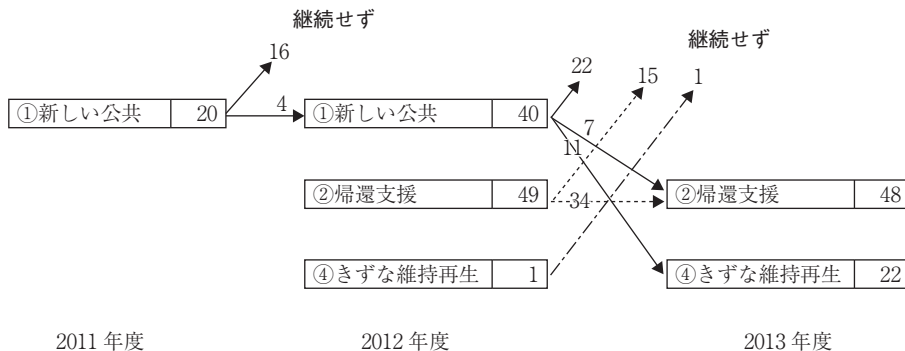 継続せず
継続せず
16
22
15
1
①新しい公共 20
4
①新しい公共 40
7
11
②帰還支援 49
34
②帰還支援 48
④きずな維持再生 1
④きずな維持再生 22
2011 年度
2012 年度
2013 年度